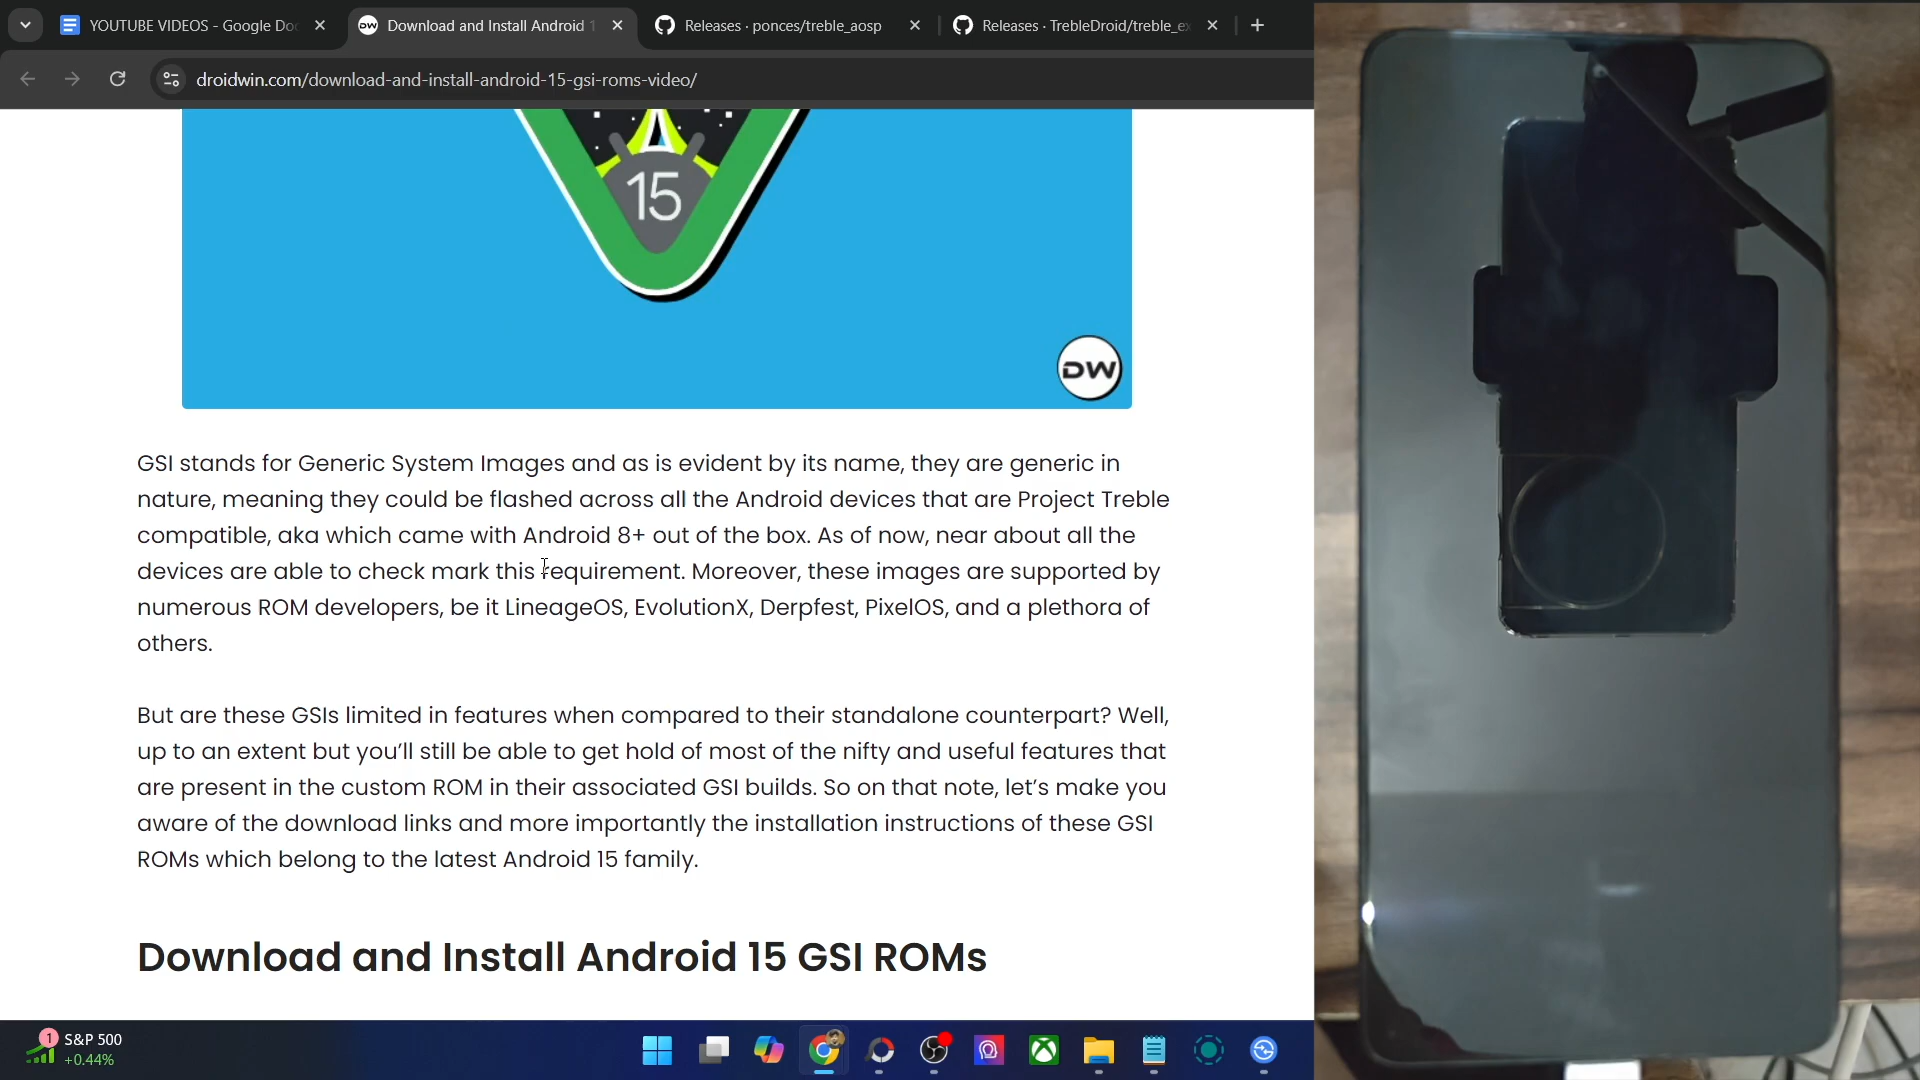 YOUTUBE VIDEOS - Google Doc
Download and Install Android 1
Releases · ponces/treble_aosp
Releases · TrebleDroid/treble_ex
droidwin.com/download-and-install-android-15-gsi-roms-video/
15
DW
GSI stands for Generic System Images and as is evident by its name, they are generic in
nature, meaning they could be flashed across all the Android devices that are Project Treble
compatible, aka which came with Android 8+ out of the box. As of now, near about all the
devices are able to check mark this requirement. Moreover, these images are supported by
numerous ROM developers, be it LineageOS, EvolutionX, Derpfest, PixelOS, and a plethora of
others.
But are these GSIs limited in features when compared to their standalone counterpart? Well,
up to an extent but you’ll still be able to get hold of most of the nifty and useful features that
are present in the custom ROM in their associated GSI builds. So on that note, let’s make you
aware of the download links and more importantly the installation instructions of these GSI
ROMs which belong to the latest Android 15 family.
Download and Install Android 15 GSI ROMs
1
S&P 500
+0.44%